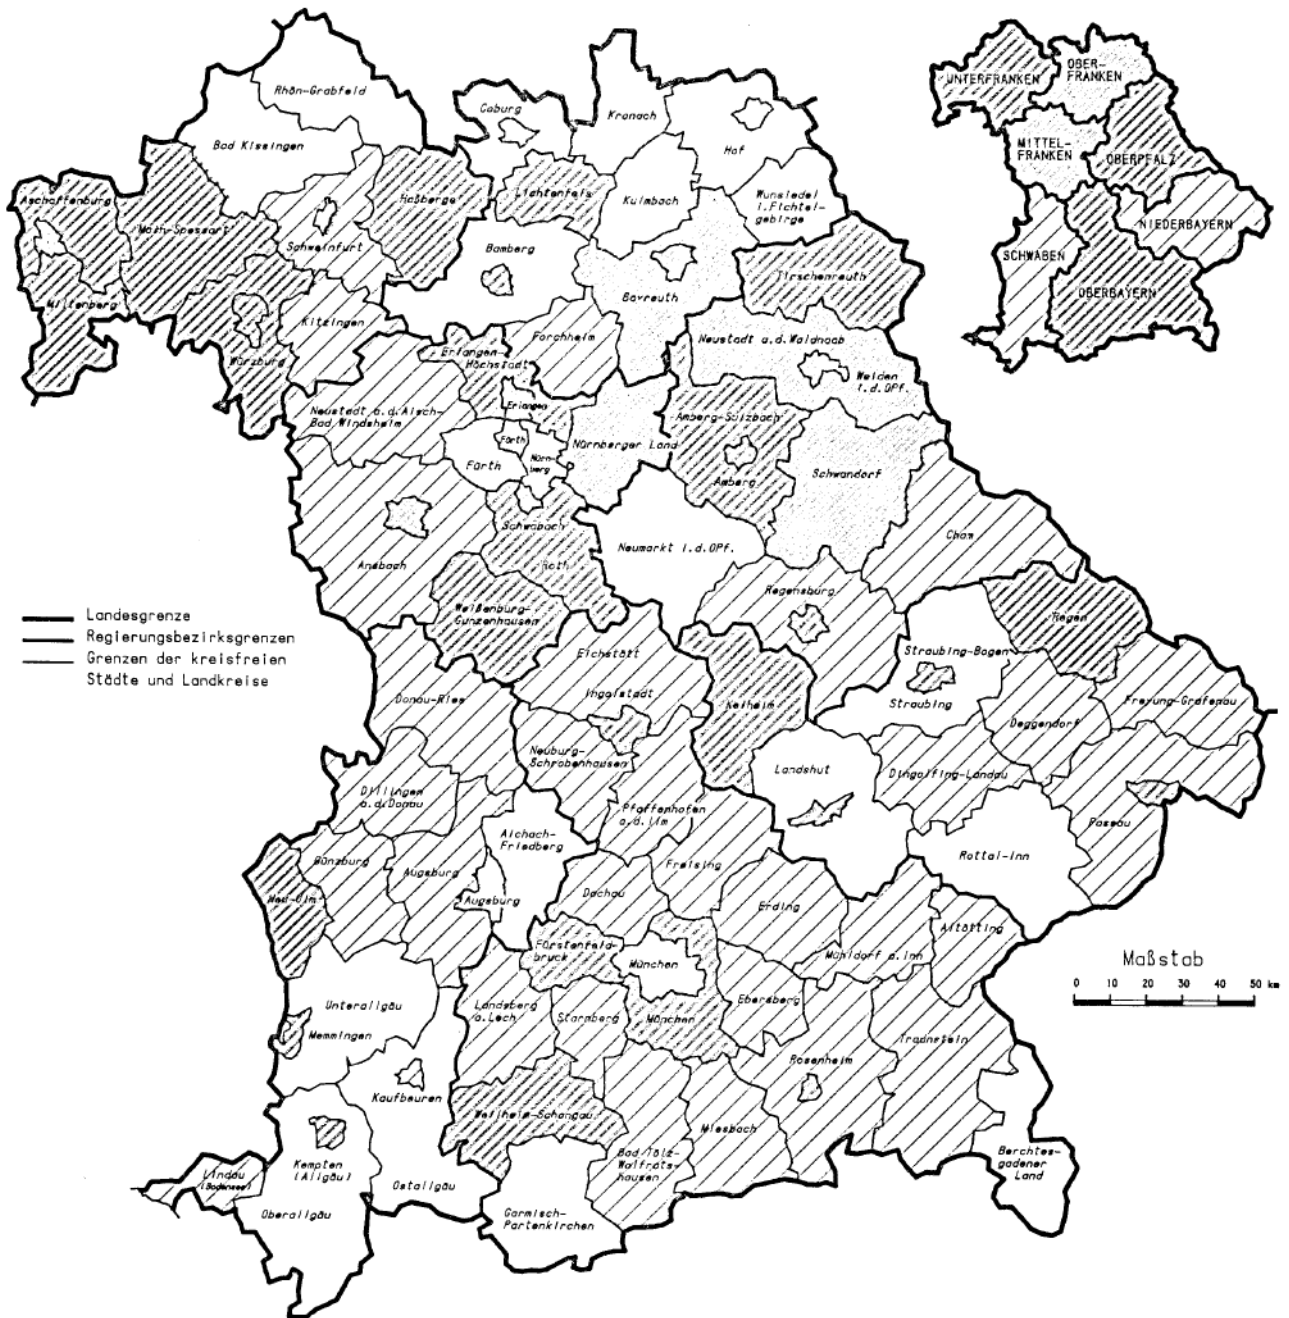 Rhön-Grabfeld
Bad Kissingen
Coburg
Kronach
Hof
Aschaffenburg
Main-Spessart
Haßberge
Lichtenfels
Kulmbach
Wunsiedel
i.Fichtel-
gebirge
Schweinfurt
Bamberg
Miltenberg
Bayreuth
Tirschenreuth
Kitzingen
Würzburg
Forchheim
Erlangen-
Höchstadt
Neustadt a.d.Waldnaab
Weiden
i.d.OPf.
Neustadt a.d.Aisch-
Bad Windsheim
Erlangen
Amberg-Sulzbach
Fürth
Fürth
Nürn-
berg
Nürnberger Land
Amberg
Schwandorf
Schwabach
Roth
Neumarkt i.d.OPf.
Cham
Ansbach
Weißenburg-
Gunzenhausen
Regensburg
Regen
Straubing-Bogen
Straubing
Eichstätt
Ingolstadt
Donau-Ries
Kelheim
Deggendorf
Freyung-Grafenau
Neuburg-
Schrobenhausen
Landshut
Dingolfing-Landau
Dillingen
a.d.Donau
Pfaffenhofen
a.d.Ilm
Passau
Aichach-
Friedberg
Rottal-Inn
Günzburg
Augsburg
Freising
Neu-Ulm
Augsburg
Dachau
Erding
Altötting
Mühldorf a.Inn
Fürstenfeld-
bruck
München
Unterallgäu
Memmingen
Landsberg
a.Lech
Starnberg
München
Ebersberg
Traunstein
Rosenheim
Kaufbeuren
Weilheim-Schongau
Miesbach
Bad Tölz-
Wolfrats-
hausen
Berchtes-
gadener
Land
Lindau
(Bodensee)
Kempten
(Allgäu)
Ostallgäu
Oberallgäu
Garmisch-
Partenkirchen
UNTERFRANKEN
OBER-
FRANKEN
MITTEL-
FRANKEN
OBERPFALZ
NIEDERBAYERN
SCHWABEN
OBERBAYERN
Landesgrenze
Regierungsbezirksgrenzen
Grenzen der kreisfreien
Städte und Landkreise
Maßstab
0 10 20 30 40 50 km